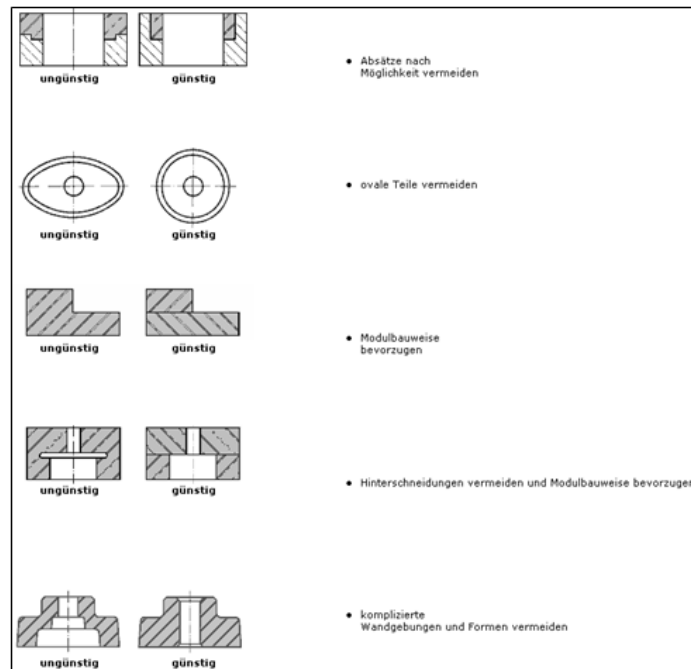 ungünstig günstig
• Absätze nach
Möglichkeit vermeiden
ungünstig günstig
• ovale Teile vermeiden
ungünstig günstig
• Modulbauweise
bevorzugen
ungünstig günstig
• Hinterschneidungen vermeiden und Modulbauweise bevorzugen
ungünstig günstig
• komplizierte
Wandgebungen und Formen vermeiden